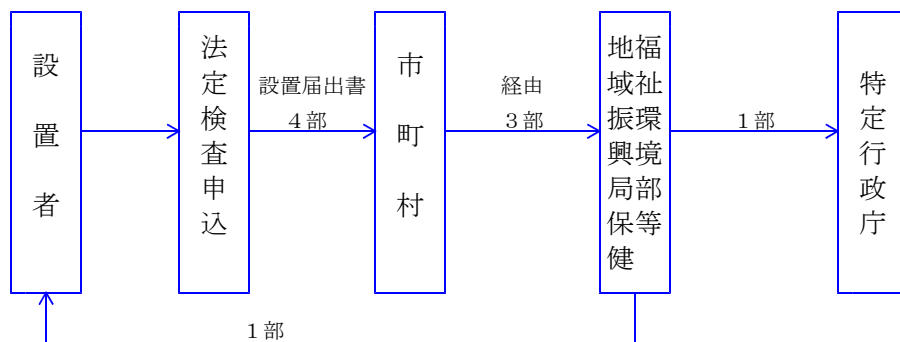 設置者
法定検査申込
設置届出書
４部
市町村
経由
３部
地域振興局保健
福祉環境部等
１部
特定行政庁
１部